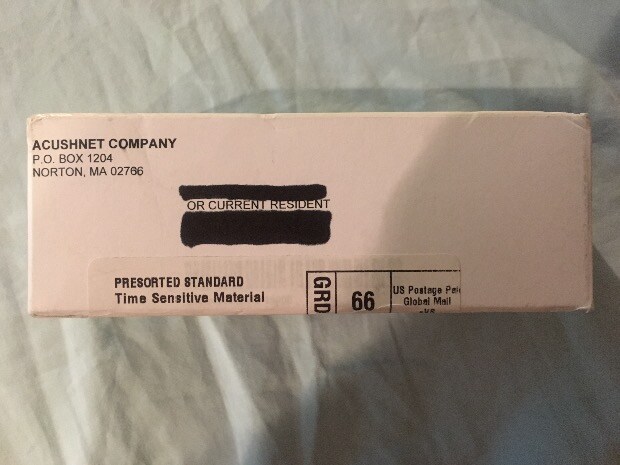 ACUSHNET COMPANY
P.O. BOX 1204
NORTON, MA 02766
OR CURRENT RESIDENT
PRESORTED STANDARD
Time Sensitive Material
GRD
66
US Postage
Global Mail